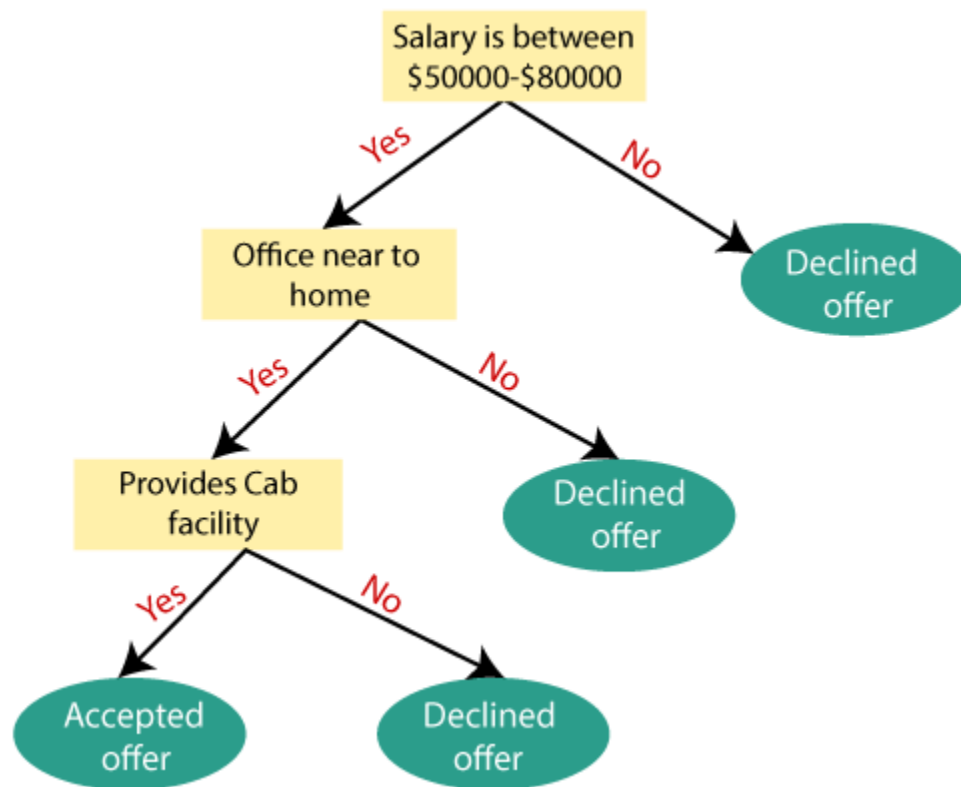 Salary is between
$50000-$80000
Yes
No
Office near to
home
Declined
offer
Yes
No
Provides Cab
facility
Declined
offer
Yes
No
Accepted
offer
Declined
offer